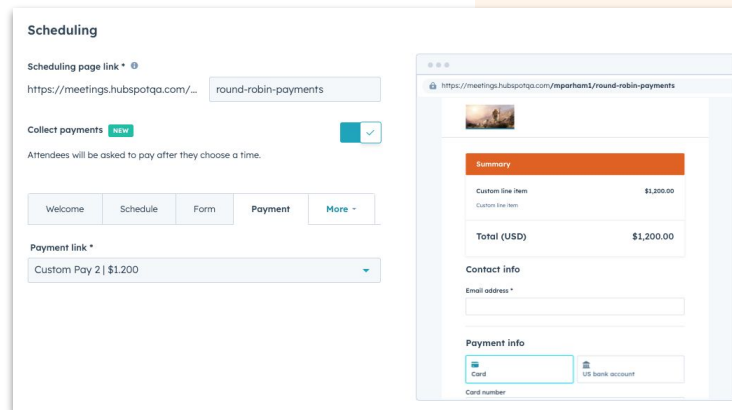 Scheduling
Scheduling page link *
https://meetings.hubspotqa.com/... round-robin-payments
Collect payments NEW
Attendees will be asked to pay after they choose a time.
Welcome Schedule Form Payment More
Payment link *
Custom Pay 2 | $1.200
https://meetings.hubspotqa.com/mparham1/round-robin-payments
Summary
Custom line item $1,200.00
Custom line item
Total (USD) $1,200.00
Contact info
Email address *
Payment info
Card US bank account
Card number